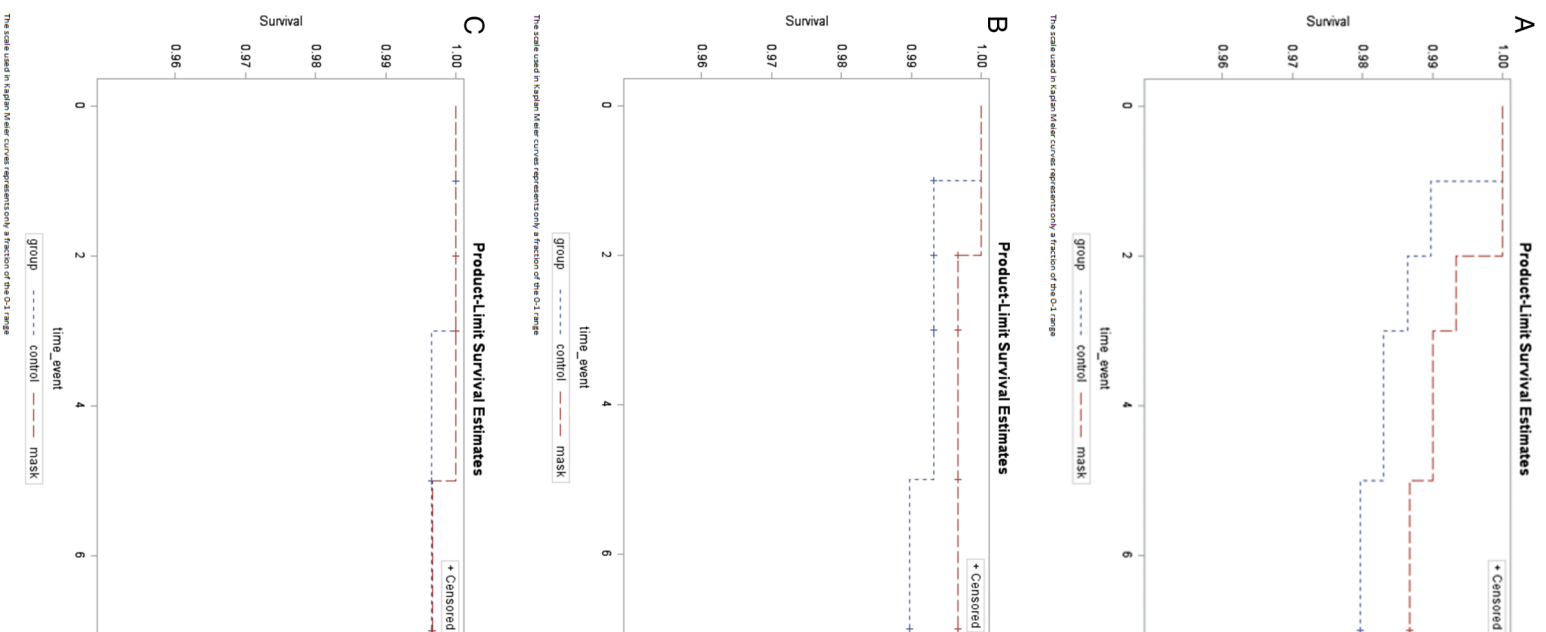 A
Product-Limit Survival Estimates
+ Censored
Survival
1.00
0.99
0.98
0.97
0.96
0
2
4
6
time_event
group control mask
The scale used in Kaplan Meier curves represents only a fraction of the 0-1 range
B
Product-Limit Survival Estimates
+ Censored
Survival
1.00
0.99
0.98
0.97
0.96
0
2
4
6
time_event
group control mask
The scale used in Kaplan Meier curves represents only a fraction of the 0-1 range
C
Product-Limit Survival Estimates
+ Censored
Survival
1.00
0.99
0.98
0.97
0.96
0
2
4
6
time_event
group control mask
The scale used in Kaplan Meier curves represents only a fraction of the 0-1 range